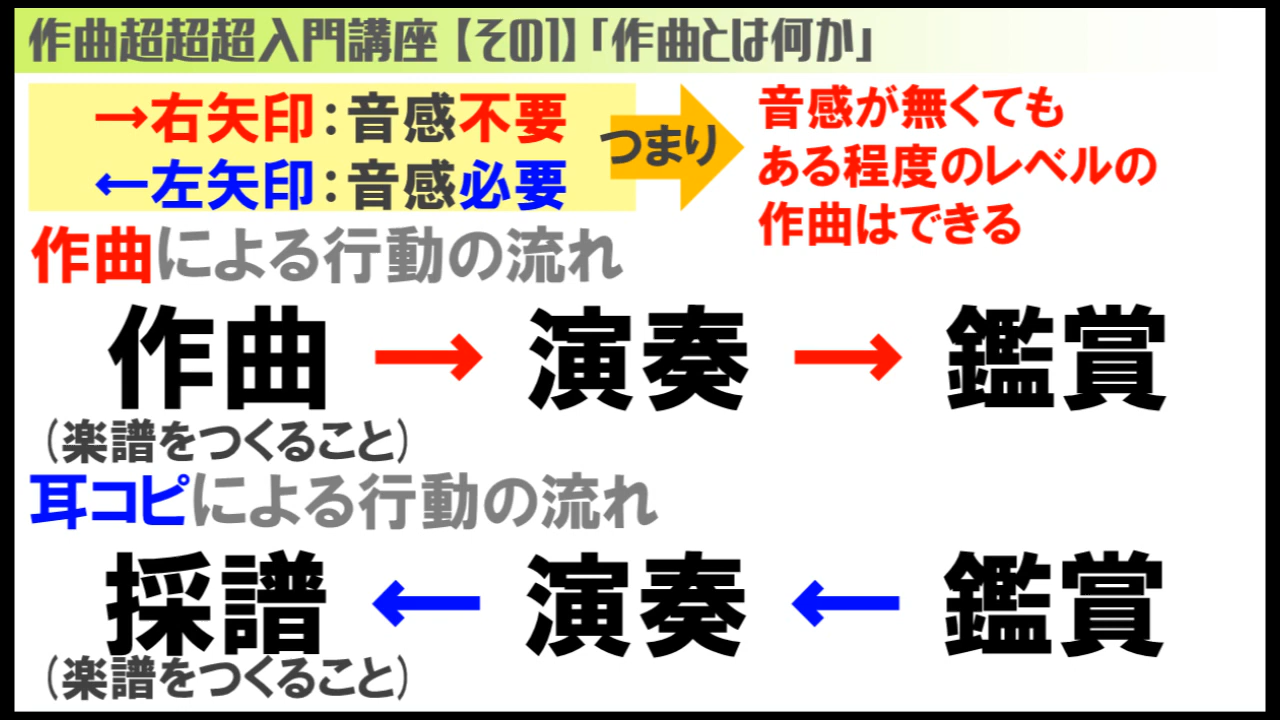 作曲超超超入門講座【その1】「作曲とは何か」
→右矢印：音感不要
←左矢印：音感必要
つまり
音感が無くても
ある程度のレベルの
作曲はできる
作曲による行動の流れ
作曲 → 演奏 → 鑑賞
(楽譜をつくること)
耳コピによる行動の流れ
採譜 ← 演奏 ← 鑑賞
(楽譜をつくること)